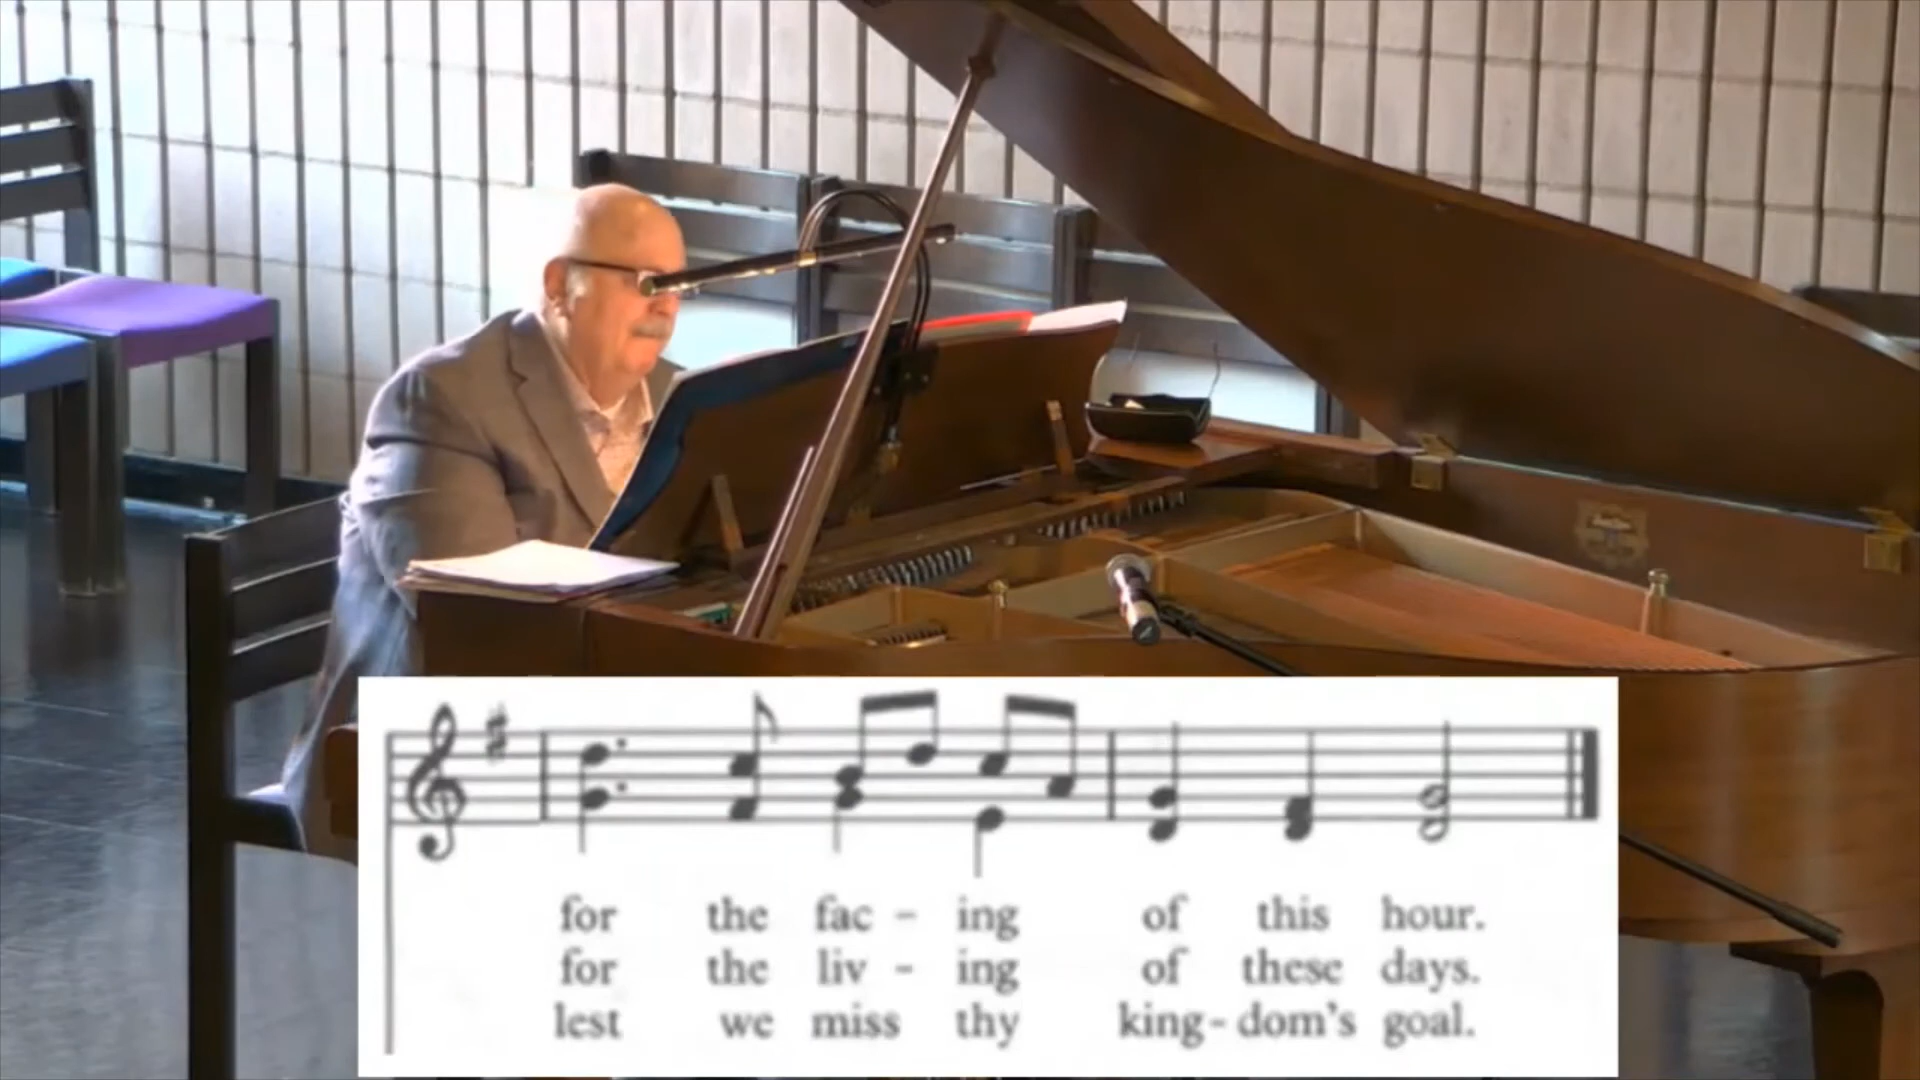 for the fac - ing of this hour.
for the liv - ing of these days.
lest we miss thy king - dom's goal.